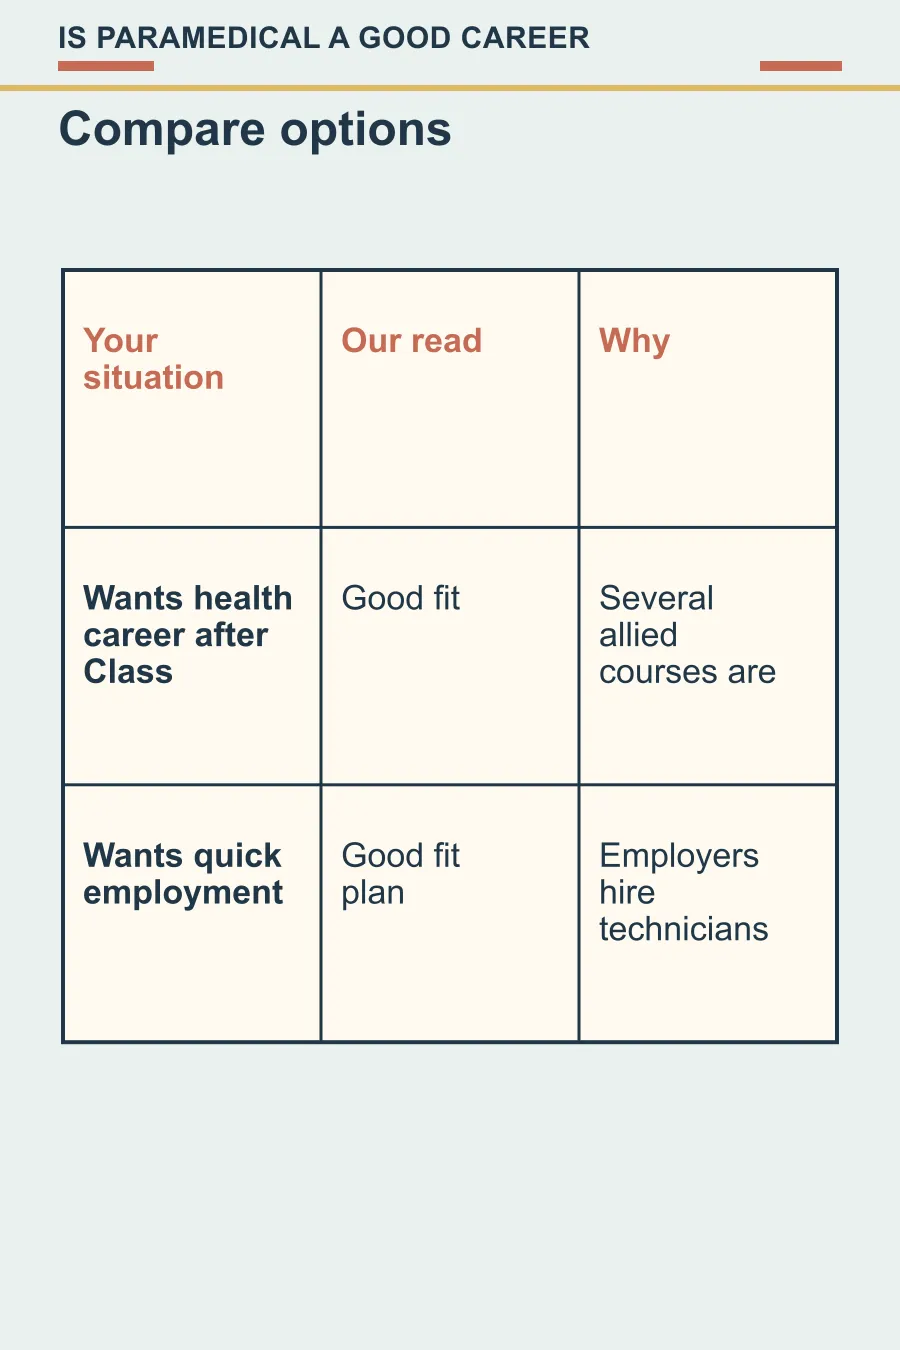 IS PARAMEDICAL A GOOD CAREER
Compare options
Your
situation
Our read
Why
Wants health
career after
Class
Good fit
Several
allied
courses are
Wants quick
employment
Good fit
plan
Employers
hire
technicians